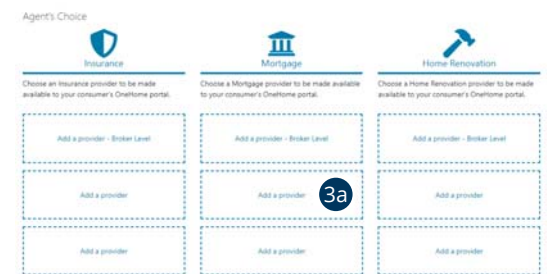 Agent's Choice
Insurance
Mortgage
Home Renovation
Choose an Insurance provider to be made
available to your consumer's OneHome portal.
Choose a Mortgage provider to be made available
to your consumer's OneHome portal.
Choose a Home Renovation provider to be made
available to your consumer's OneHome portal.
Add a provider - Broker Level
Add a provider - Broker Level
Add a provider - Broker Level
Add a provider
Add a provider
3a
Add a provider
Add a provider
Add a provider
Add a provider